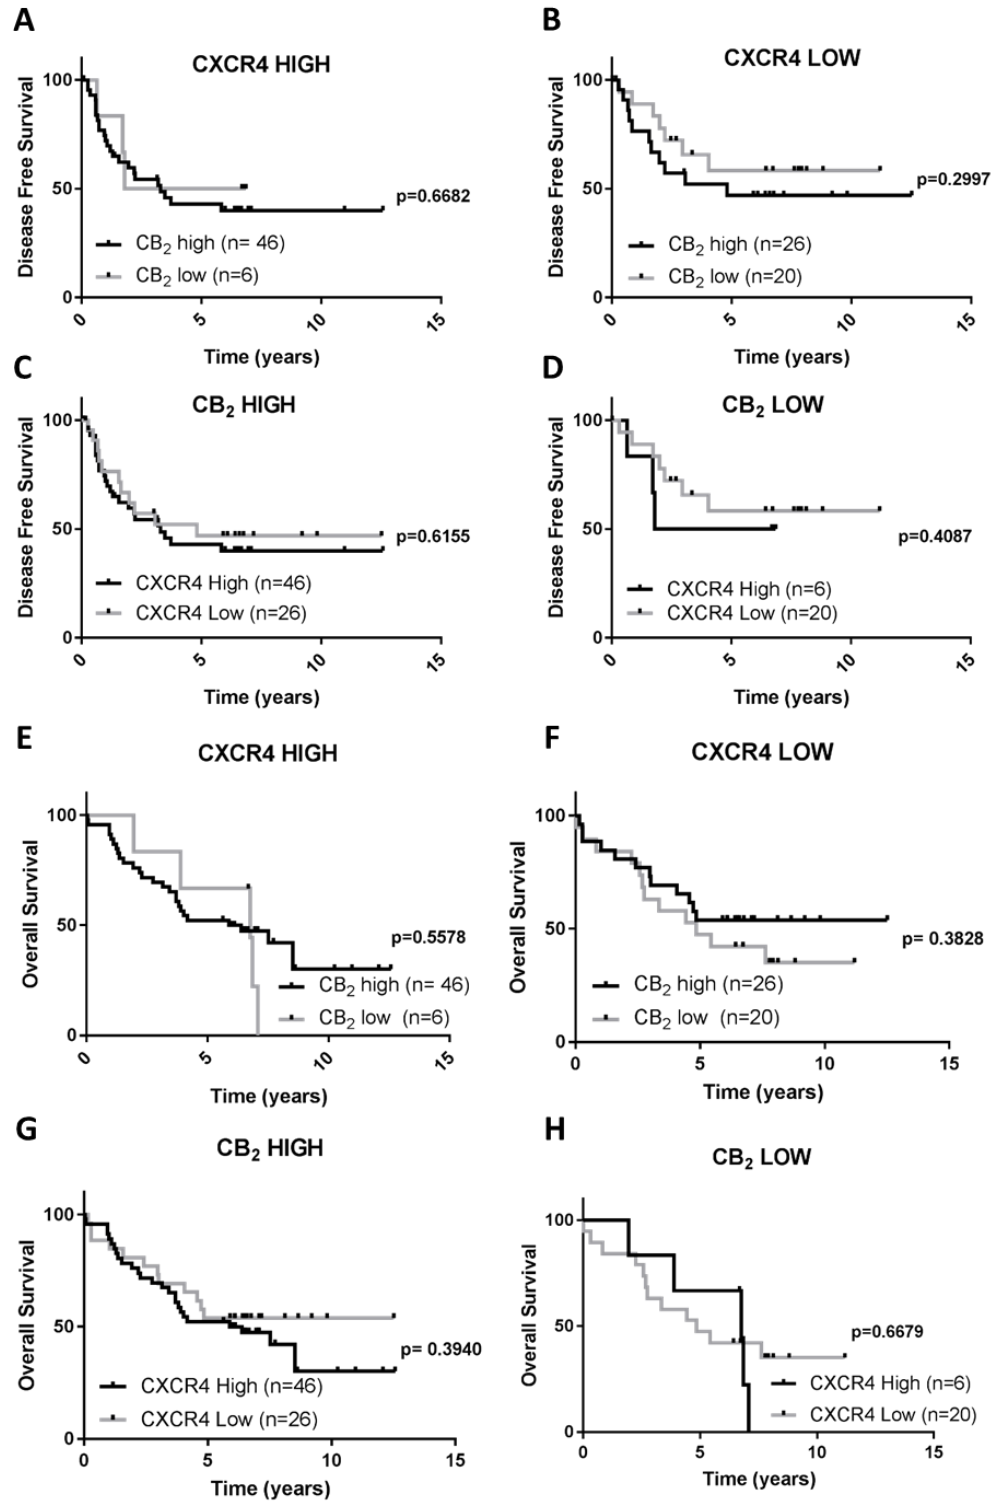 A
CXCR4 HIGH
Disease Free Survival
100
50
0
p=0.6682
CB2 high (n= 46)
CB2 low (n=6)
0 5 10 15
Time (years)
B
CXCR4 LOW
Disease Free Survival
100
50
0
p=0.2997
CB2 high (n=26)
CB2 low (n=20)
0 5 10 15
Time (years)
C
CB2 HIGH
Disease Free Survival
100
50
0
p=0.6155
CXCR4 High (n=46)
CXCR4 Low (n=26)
0 5 10 15
Time (years)
D
CB2 LOW
Disease Free Survival
100
50
0
p=0.4087
CXCR4 High (n=6)
CXCR4 Low (n=20)
0 5 10 15
Time (years)
E
CXCR4 HIGH
Overall Survival
100
50
0
p=0.5578
CB2 high (n= 46)
CB2 low (n=6)
0 5 10 15
Time (years)
F
CXCR4 LOW
Overall Survival
100
50
0
p= 0.3828
CB2 high (n=26)
CB2 low (n=20)
0 5 10 15
Time (years)
G
CB2 HIGH
Overall Survival
100
50
0
p= 0.3940
CXCR4 High (n=46)
CXCR4 Low (n=26)
0 5 10 15
Time (years)
H
CB2 LOW
Overall Survival
100
50
0
p=0.6679
CXCR4 High (n=6)
CXCR4 Low (n=20)
0 5 10 15
Time (years)